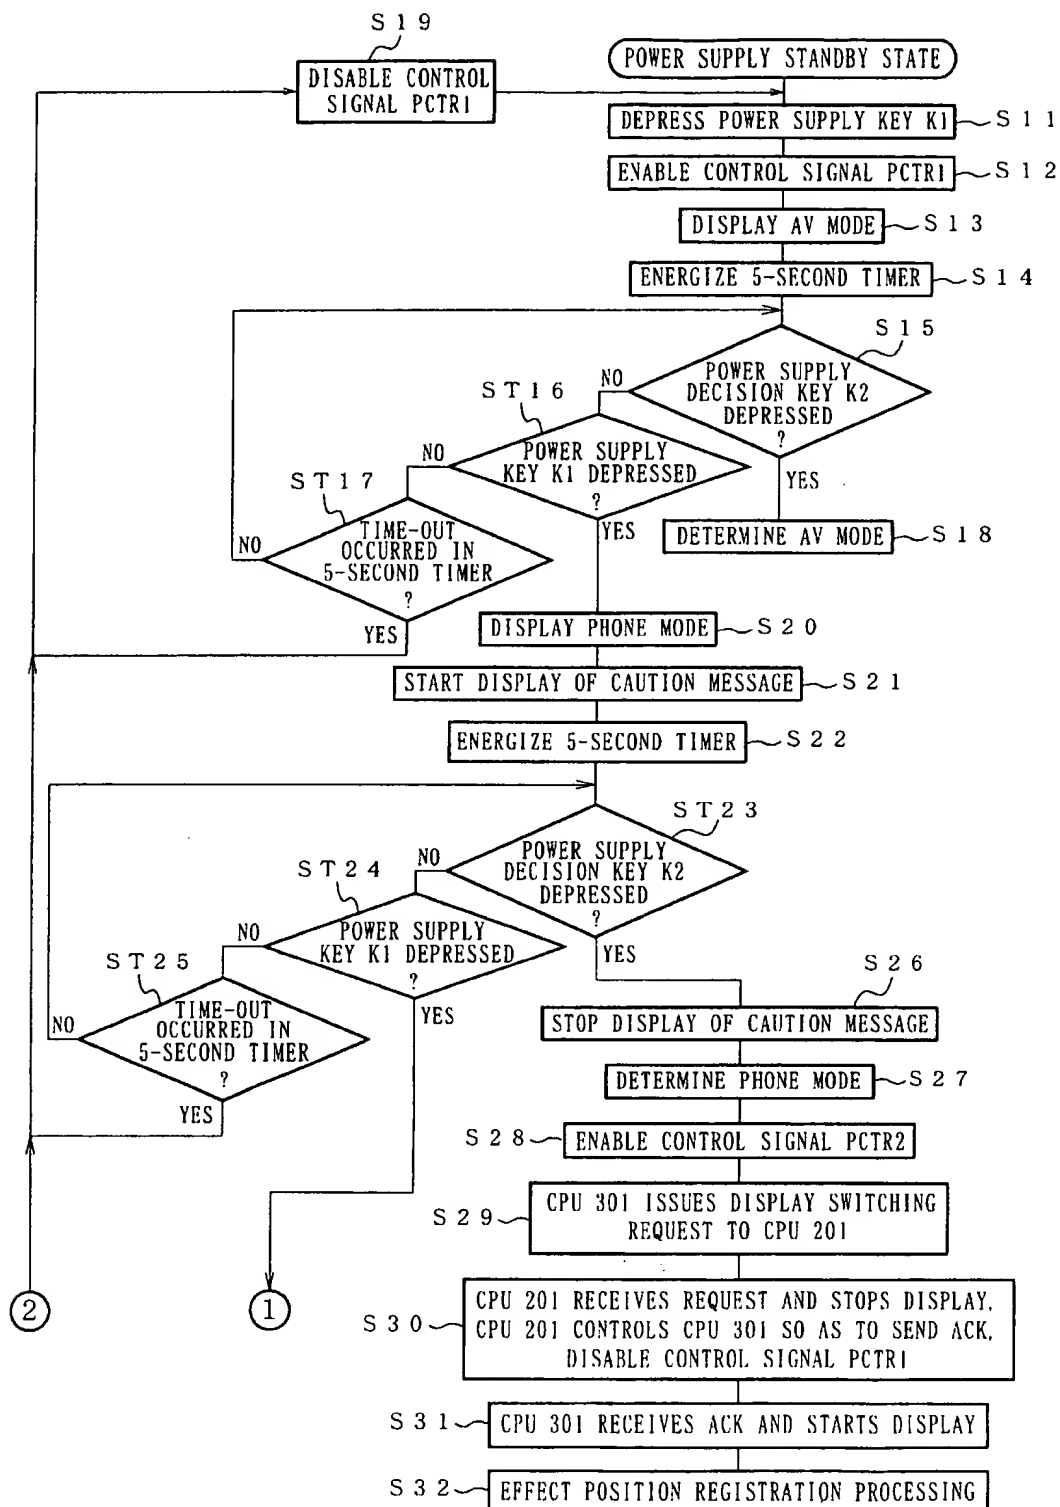 S19
DISABLE CONTROL
SIGNAL PCTR1
POWER SUPPLY STANDBY STATE
DEPRESS POWER SUPPLY KEY K1
S11
ENABLE CONTROL SIGNAL PCTR1
S12
DISPLAY AV MODE
S13
ENERGIZE 5-SECOND TIMER
S14
S15
POWER SUPPLY
DECISION KEY K2
DEPRESSED
?
NO
YES
ST16
POWER SUPPLY
KEY K1 DEPRESSED
?
NO
YES
DETERMINE AV MODE
S18
ST17
TIME-OUT
OCCURRED IN
5-SECOND TIMER
?
NO
YES
DISPLAY PHONE MODE
S20
START DISPLAY OF CAUTION MESSAGE
S21
ENERGIZE 5-SECOND TIMER
S22
ST23
POWER SUPPLY
DECISION KEY K2
DEPRESSED
?
NO
YES
ST24
POWER SUPPLY
KEY K1 DEPRESSED
?
NO
YES
ST25
TIME-OUT
OCCURRED IN
5-SECOND TIMER
?
NO
YES
S26
STOP DISPLAY OF CAUTION MESSAGE
DETERMINE PHONE MODE
S27
S28
ENABLE CONTROL SIGNAL PCTR2
S29
CPU 301 ISSUES DISPLAY SWITCHING
REQUEST TO CPU 201
2
1
S30
CPU 201 RECEIVES REQUEST AND STOPS DISPLAY,
CPU 201 CONTROLS CPU 301 SO AS TO SEND ACK,
DISABLE CONTROL SIGNAL PCTR1
S31
CPU 301 RECEIVES ACK AND STARTS DISPLAY
S32
EFFECT POSITION REGISTRATION PROCESSING